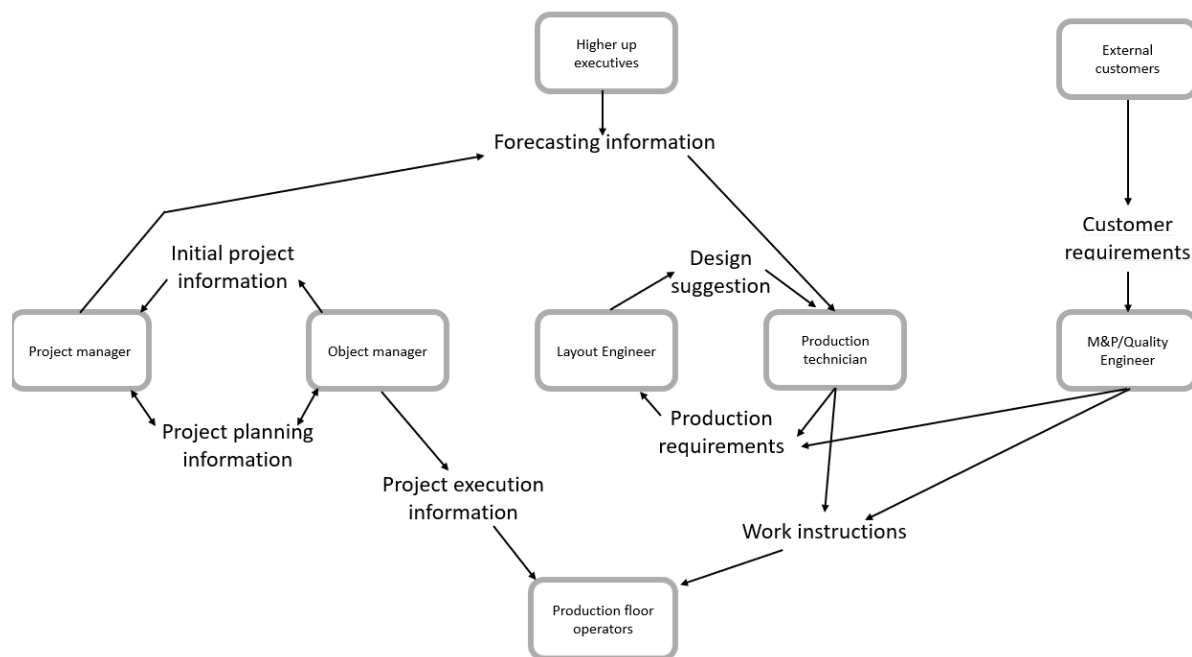 Higher up
executives
External
customers
Forecasting information
Customer
requirements
Initial project
information
Design
suggestion
Project manager
Object manager
Layout Engineer
Production
technician
M&P/Quality
Engineer
Project planning
information
Production
requirements
Project execution
information
Work instructions
Production floor
operators